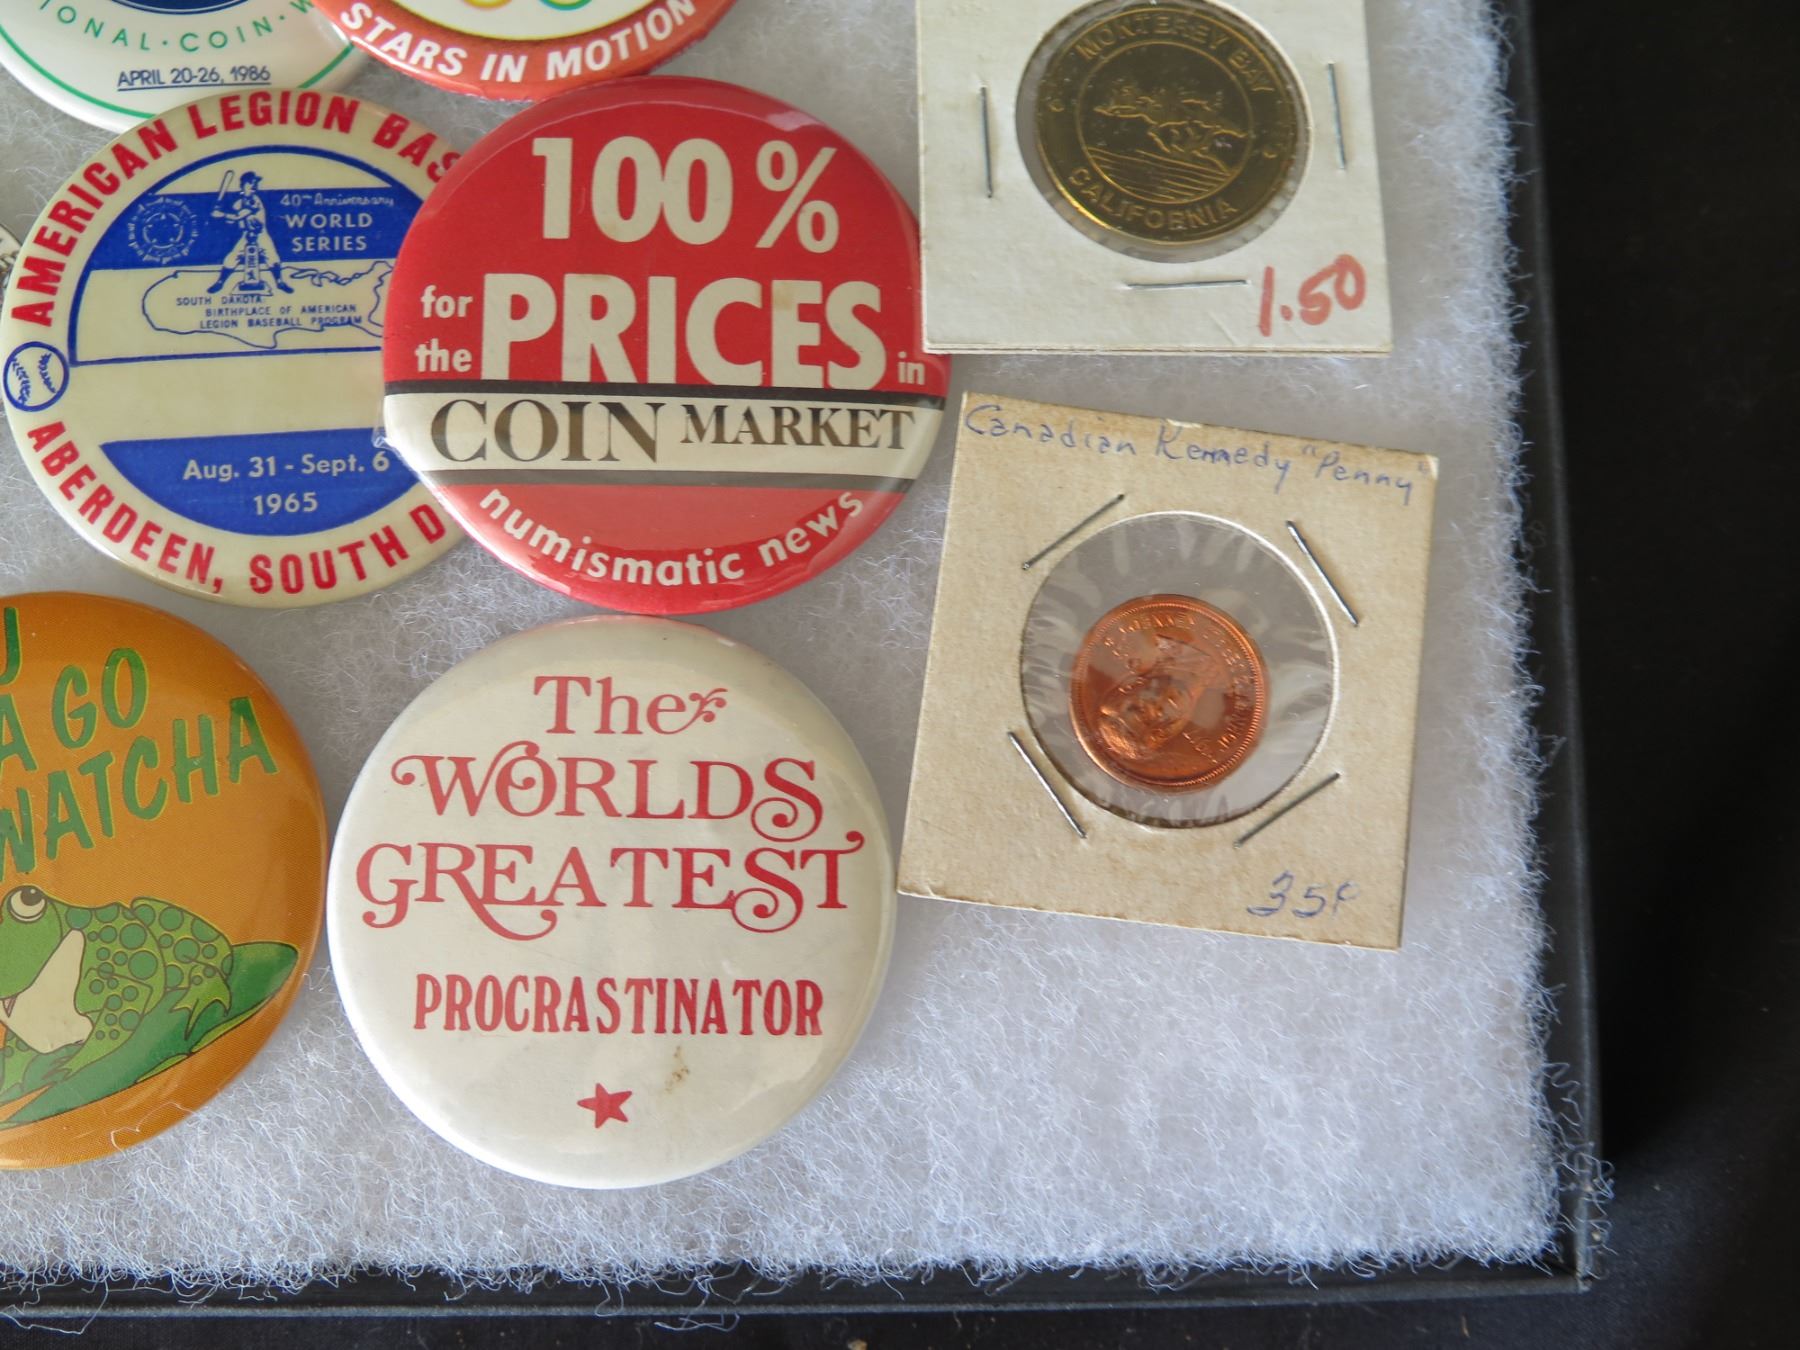 IONAL · COIN · W
APRIL 20-26, 1986
STARS IN MOTION
AMERICAN LEGION BAS
40th Anniversary
WORLD
SERIES
SOUTH DAKOTA:
BIRTHPLACE OF AMERICAN
LEGION BASEBALL PROGRAM
Aug. 31 - Sept. 6
1965
ABERDEEN, SOUTH D
100%
for the PRICES in
COIN MARKET
numismatic news
MONTEREY BAY
CALIFORNIA
1.50
Canadian Kennedy "Penny"
35¢
U
A GO
WATCHA
The
WORLDS
GREATEST
PROCRASTINATOR